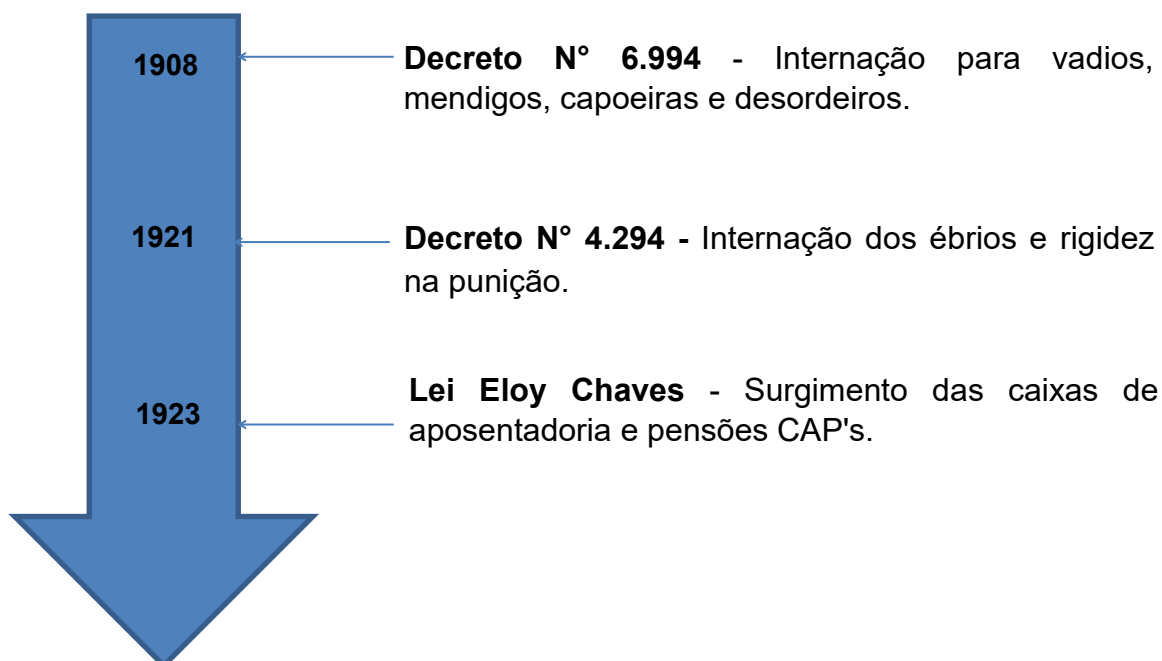 1908
Decreto N° 6.994 - Internação para vadios,
mendigos, capoeiras e desordeiros.
1921
Decreto N° 4.294 - Internação dos ébrios e rigidez
na punição.
1923
Lei Eloy Chaves - Surgimento das caixas de
aposentadoria e pensões CAP's.